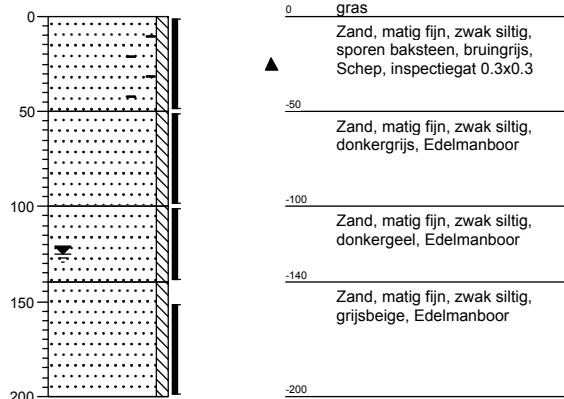 0
50
100
150
200
0
gras
Zand, matig fijn, zwak siltig,
sporen baksteen, bruingrijs,
Schep, inspectiegat 0.3x0.3
-50
Zand, matig fijn, zwak siltig,
donkergrijs, Edelmanboor
-100
Zand, matig fijn, zwak siltig,
donkergeel, Edelmanboor
-140
Zand, matig fijn, zwak siltig,
grijsbeige, Edelmanboor
-200